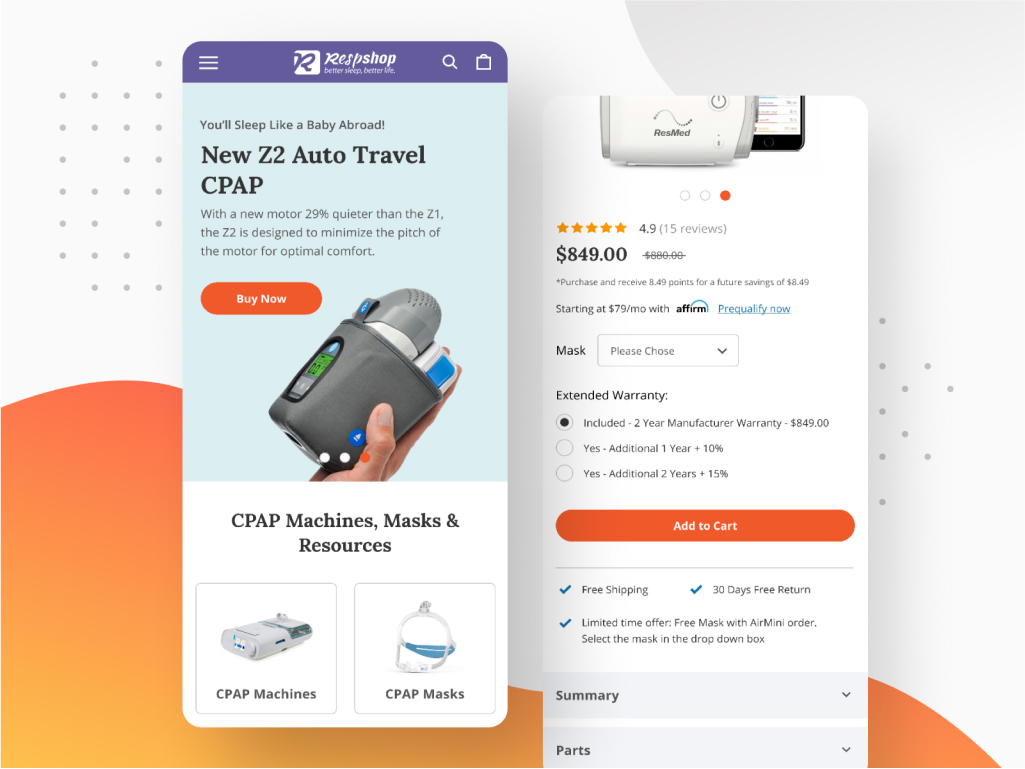 Respshop
better sleep, better life.
You'll Sleep Like a Baby Abroad!
New Z2 Auto Travel
CPAP
With a new motor 29% quieter than the Z1,
the Z2 is designed to minimize the pitch of
the motor for optimal comfort.
Buy Now
CPAP Machines, Masks &
Resources
CPAP Machines
CPAP Masks
ResMed
4.9 (15 reviews)
$849.00 $880.00
*Purchase and receive 8.49 points for a future savings of $8.49
Starting at $79/mo with affirm Prequalify now
Mask Please Chose
Extended Warranty:
Included - 2 Year Manufacturer Warranty - $849.00
Yes - Additional 1 Year + 10%
Yes - Additional 2 Years + 15%
Add to Cart
Free Shipping 30 Days Free Return
Limited time offer: Free Mask with AirMini order.
Select the mask in the drop down box
Summary
Parts